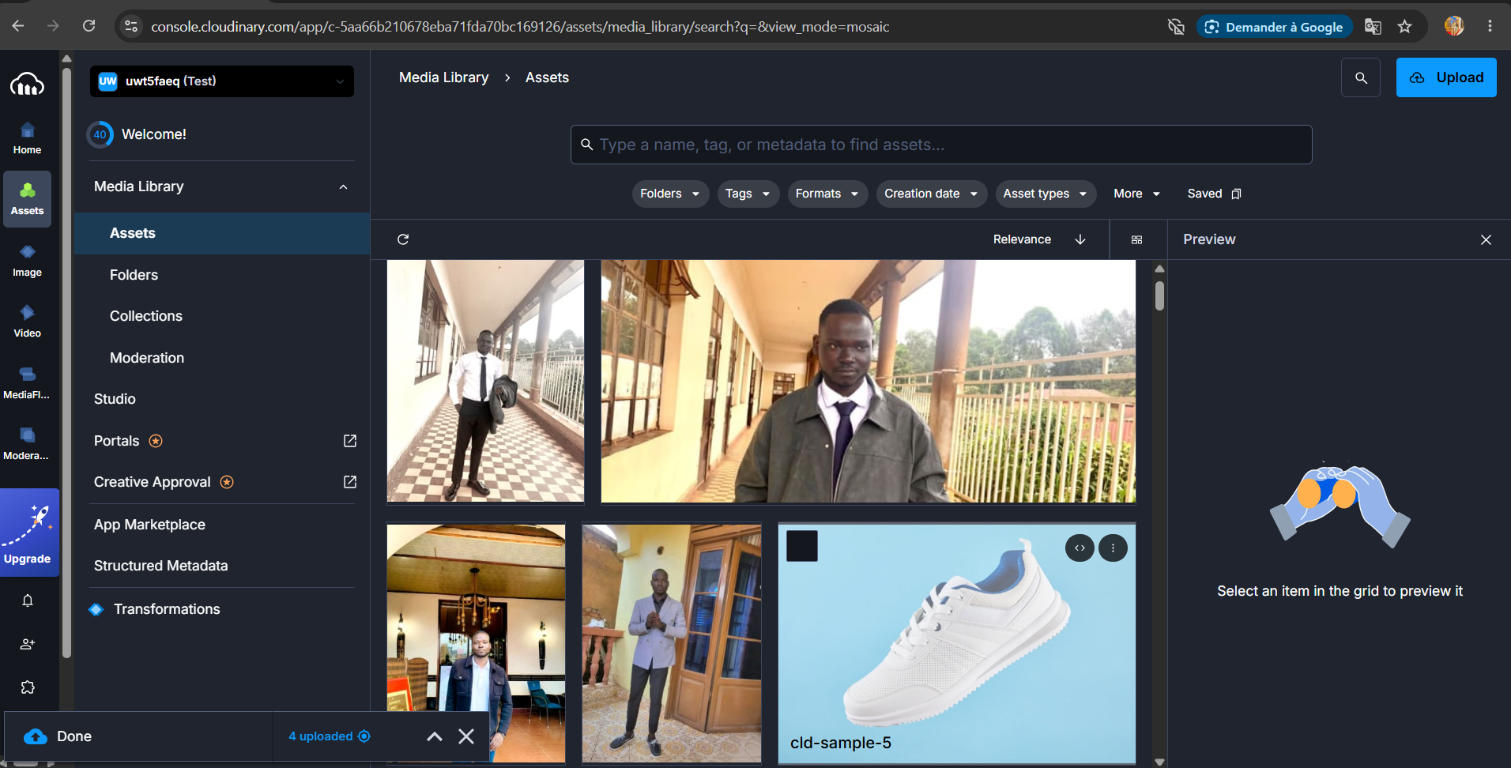 console.cloudinary.com/app/c-5aa66b210678eba71fda70bc169126/assets/media_library/search?q=&view_mode=mosaic
Demander à Google
UW uwt5faeq (Test)
Media Library > Assets
Upload
40 Welcome!
Type a name, tag, or metadata to find assets...
Home
Media Library
Folders
Tags
Formats
Creation date
Asset types
More
Saved
Assets
Assets
Relevance
Preview
Image
Folders
Collections
Video
Moderation
MediaFl...
Studio
Portals
Modera...
Creative Approval
App Marketplace
Upgrade
Structured Metadata
Select an item in the grid to preview it
Transformations
Done
4 uploaded
cld-sample-5